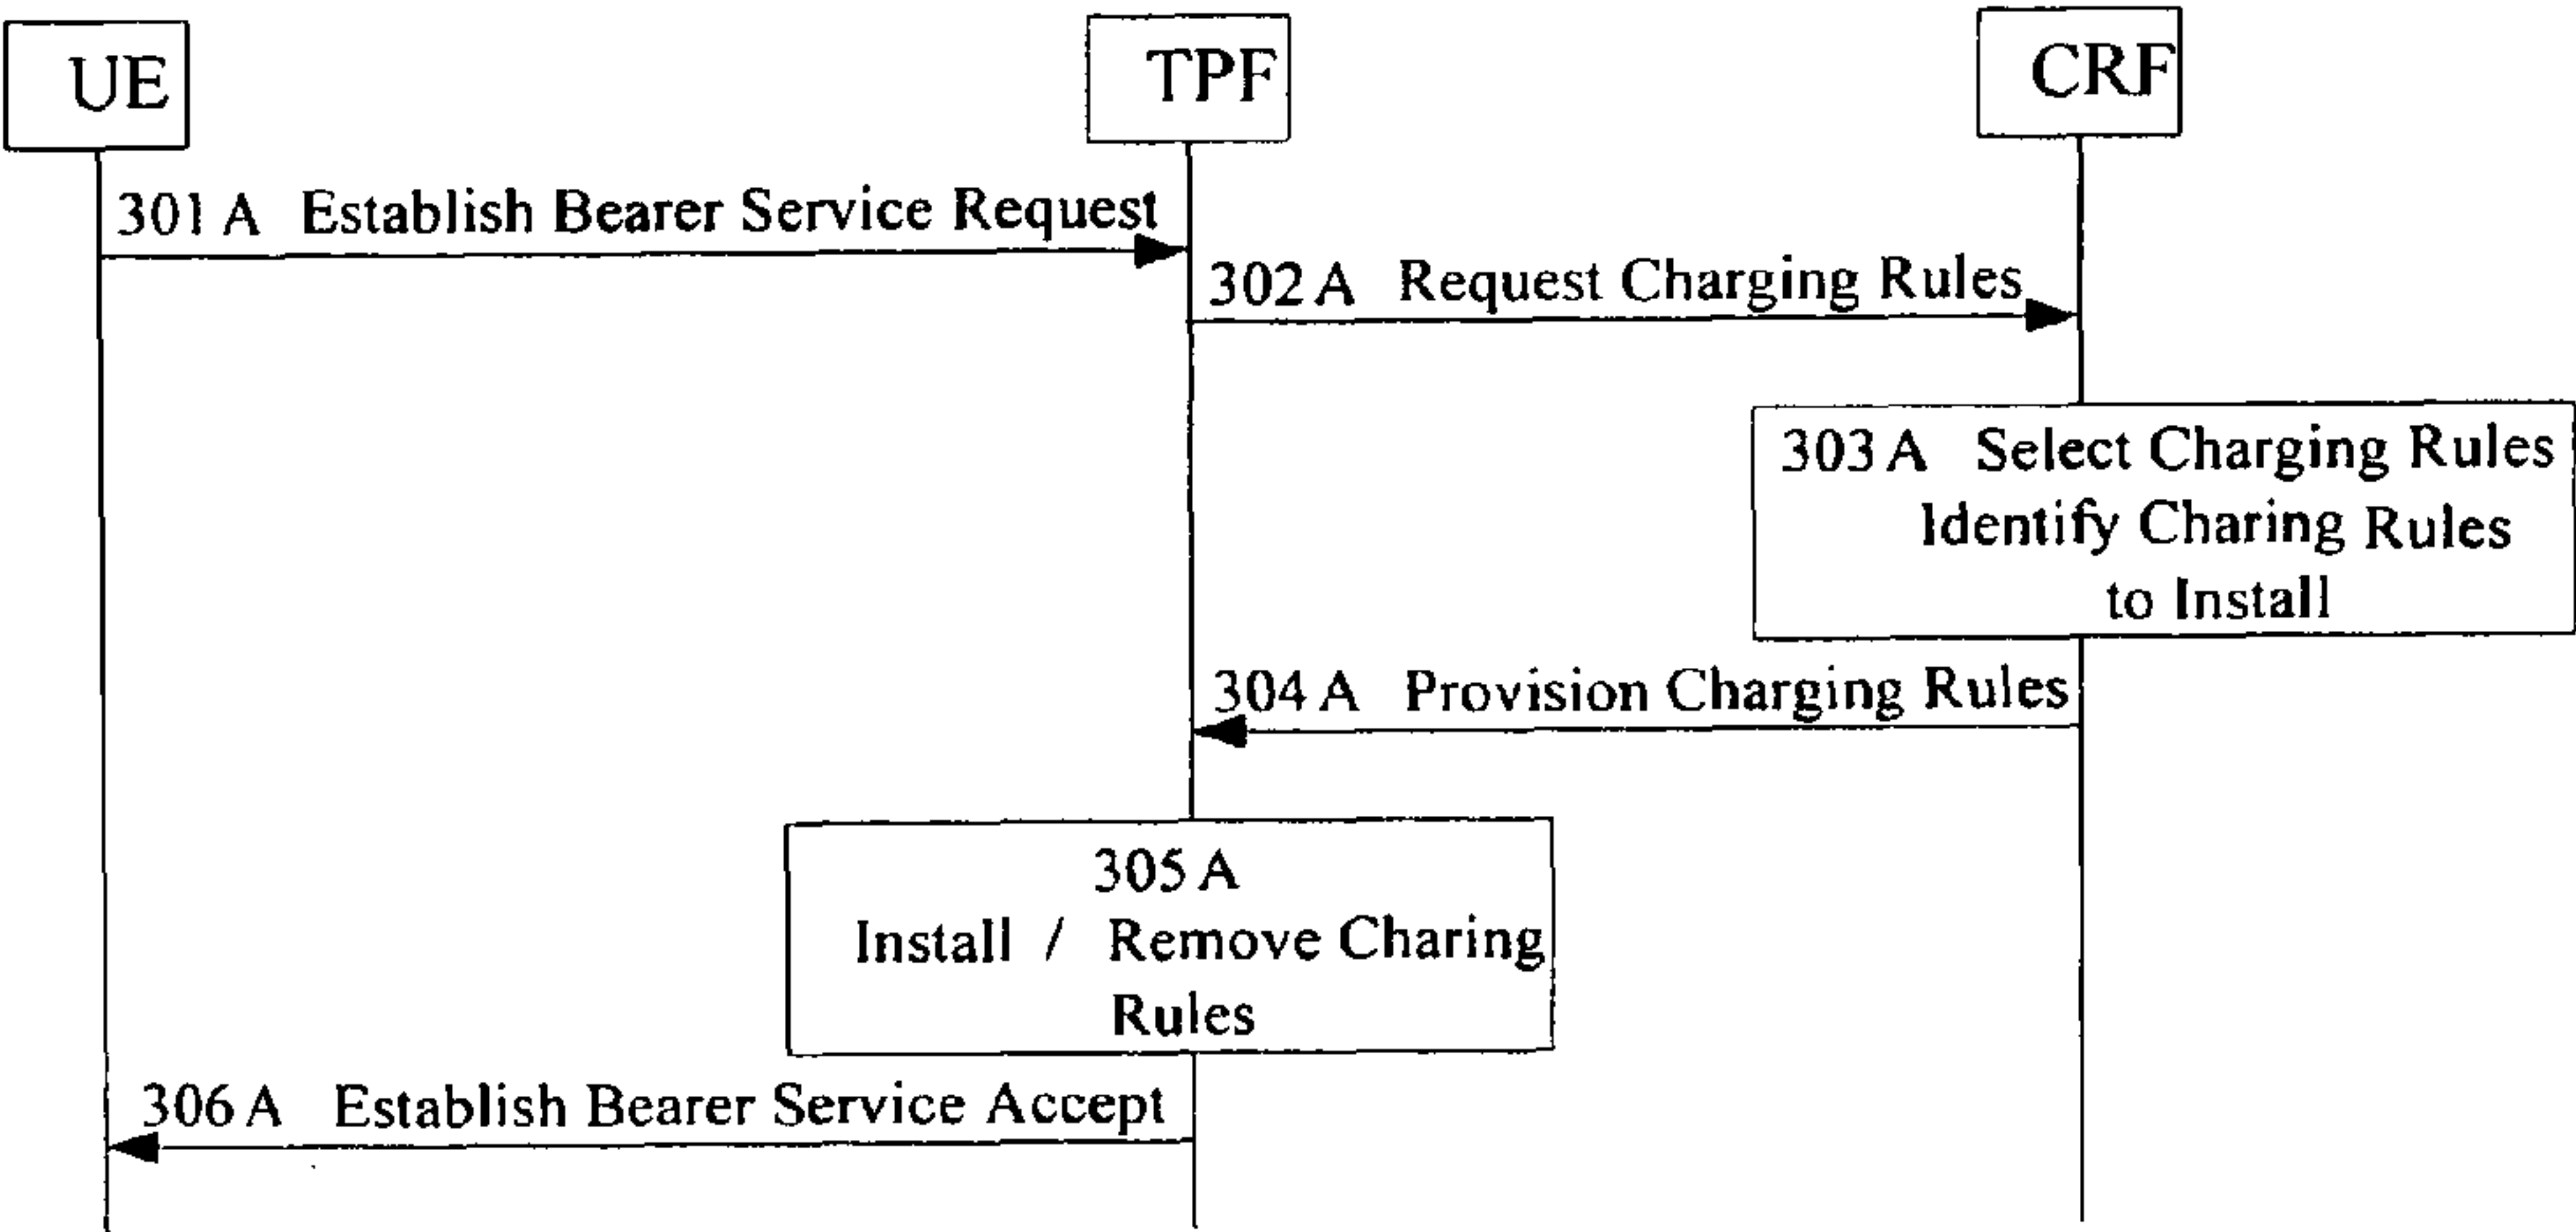 UE
TPF
CRF
301 A Establish Bearer Service Request
302 A Request Charging Rules
303 A Select Charging Rules
Identify Charing Rules
to Install
304 A Provision Charging Rules
305 A
Install / Remove Charing
Rules
306 A Establish Bearer Service Accept